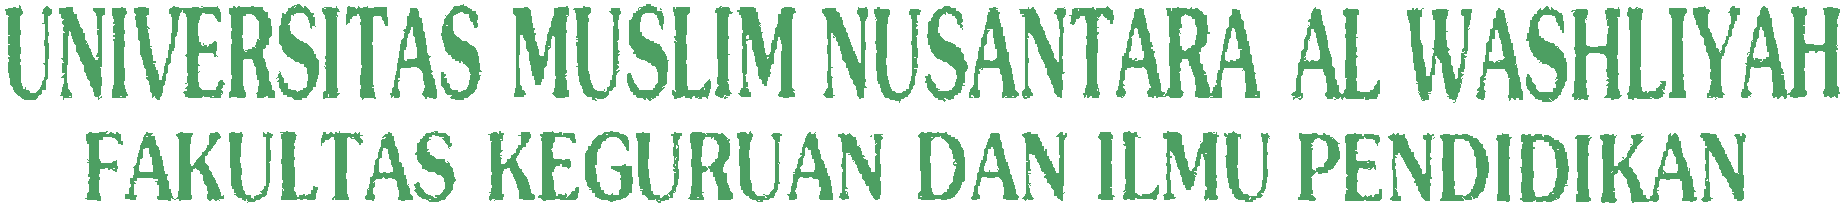 UNIVERSITAS MUSLIM NUSANTARA AL WASHLIYAH
FAKULTAS KEGURUAN DAN ILMU PENDIDIKAN